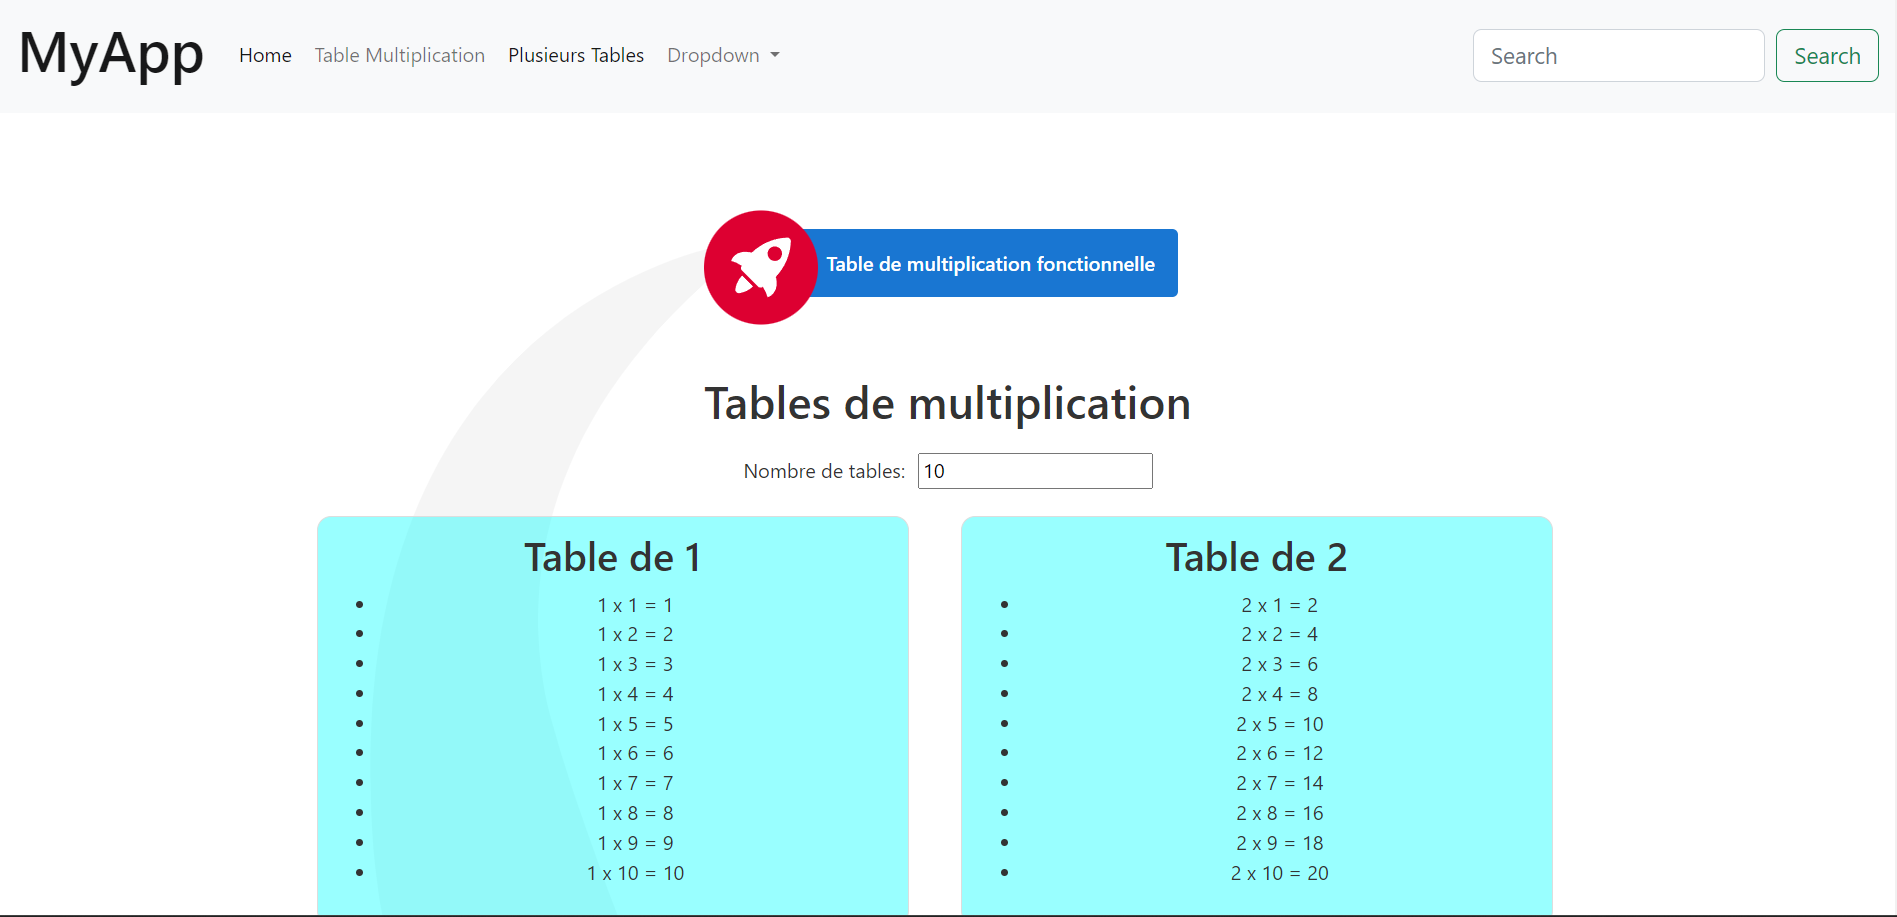 MyApp Home Table Multiplication Plusieurs Tables Dropdown Search Search
Table de multiplication fonctionnelle
Tables de multiplication
Nombre de tables: 10
Table de 1
1 x 1 = 1
1 x 2 = 2
1 x 3 = 3
1 x 4 = 4
1 x 5 = 5
1 x 6 = 6
1 x 7 = 7
1 x 8 = 8
1 x 9 = 9
1 x 10 = 10
Table de 2
2 x 1 = 2
2 x 2 = 4
2 x 3 = 6
2 x 4 = 8
2 x 5 = 10
2 x 6 = 12
2 x 7 = 14
2 x 8 = 16
2 x 9 = 18
2 x 10 = 20